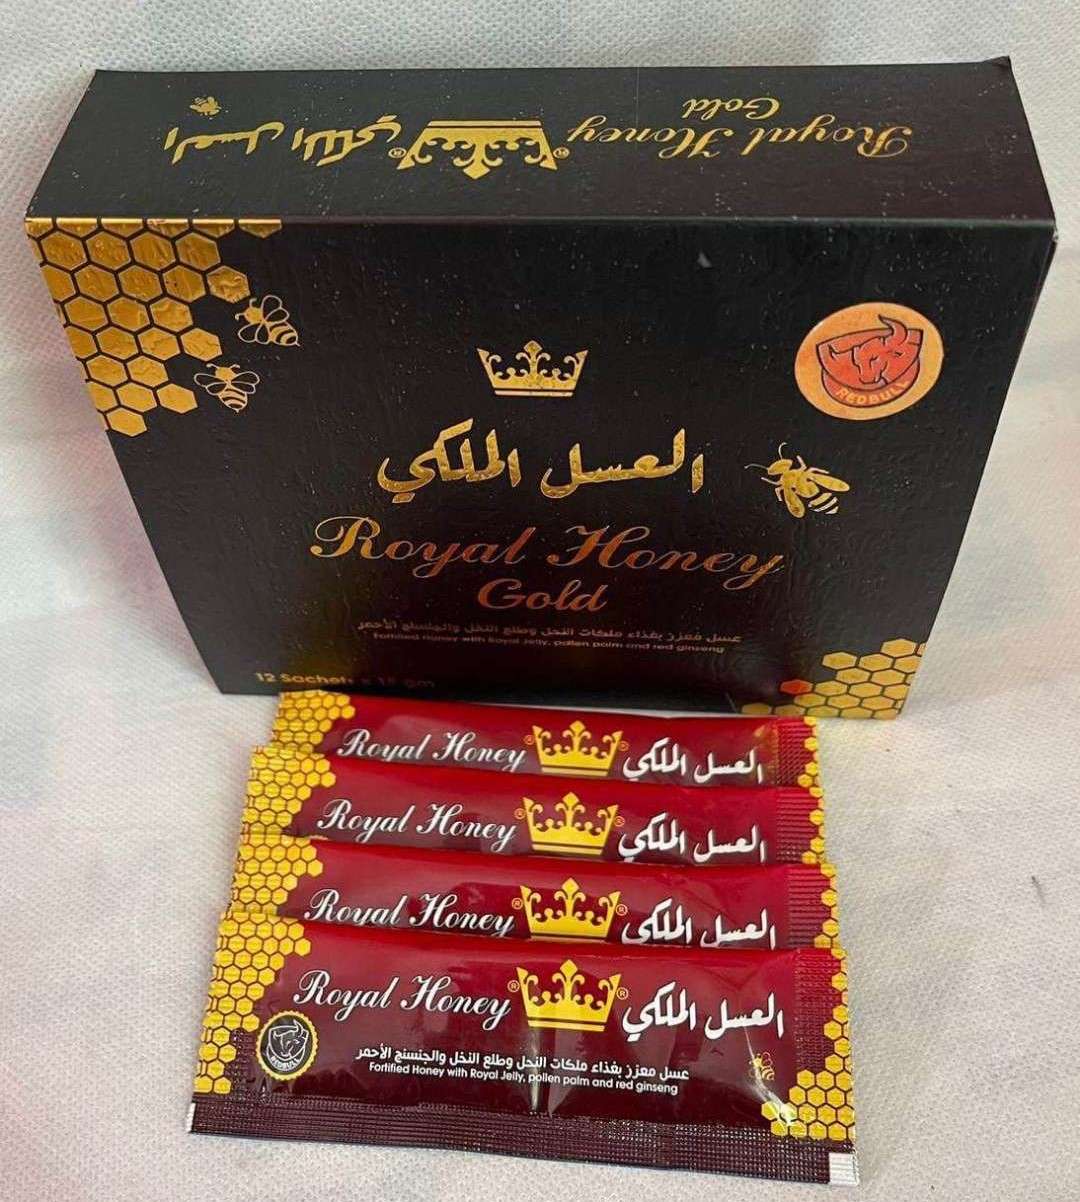 Royal Honey ® العسل الملكي
Gold
REDBULL
العسل الملكي
Royal Honey
Gold
عسل معزز بغذاء ملكات النحل وطلع النخل والجنسنج الأحمر
Fortified Honey with Royal Jelly, pollen palm and red ginseng
12 Sachets x 15 gm
Royal Honey ® ® العسل الملكي
Royal Honey ® ® العسل الملكي
Royal Honey ® ® العسل الملكي
Royal Honey ® ® العسل الملكي
REDBULL
عسل معزز بغذاء ملكات النحل وطلع النخل والجنسنج الأحمر
Fortified Honey with Royal Jelly, pollen palm and red ginseng